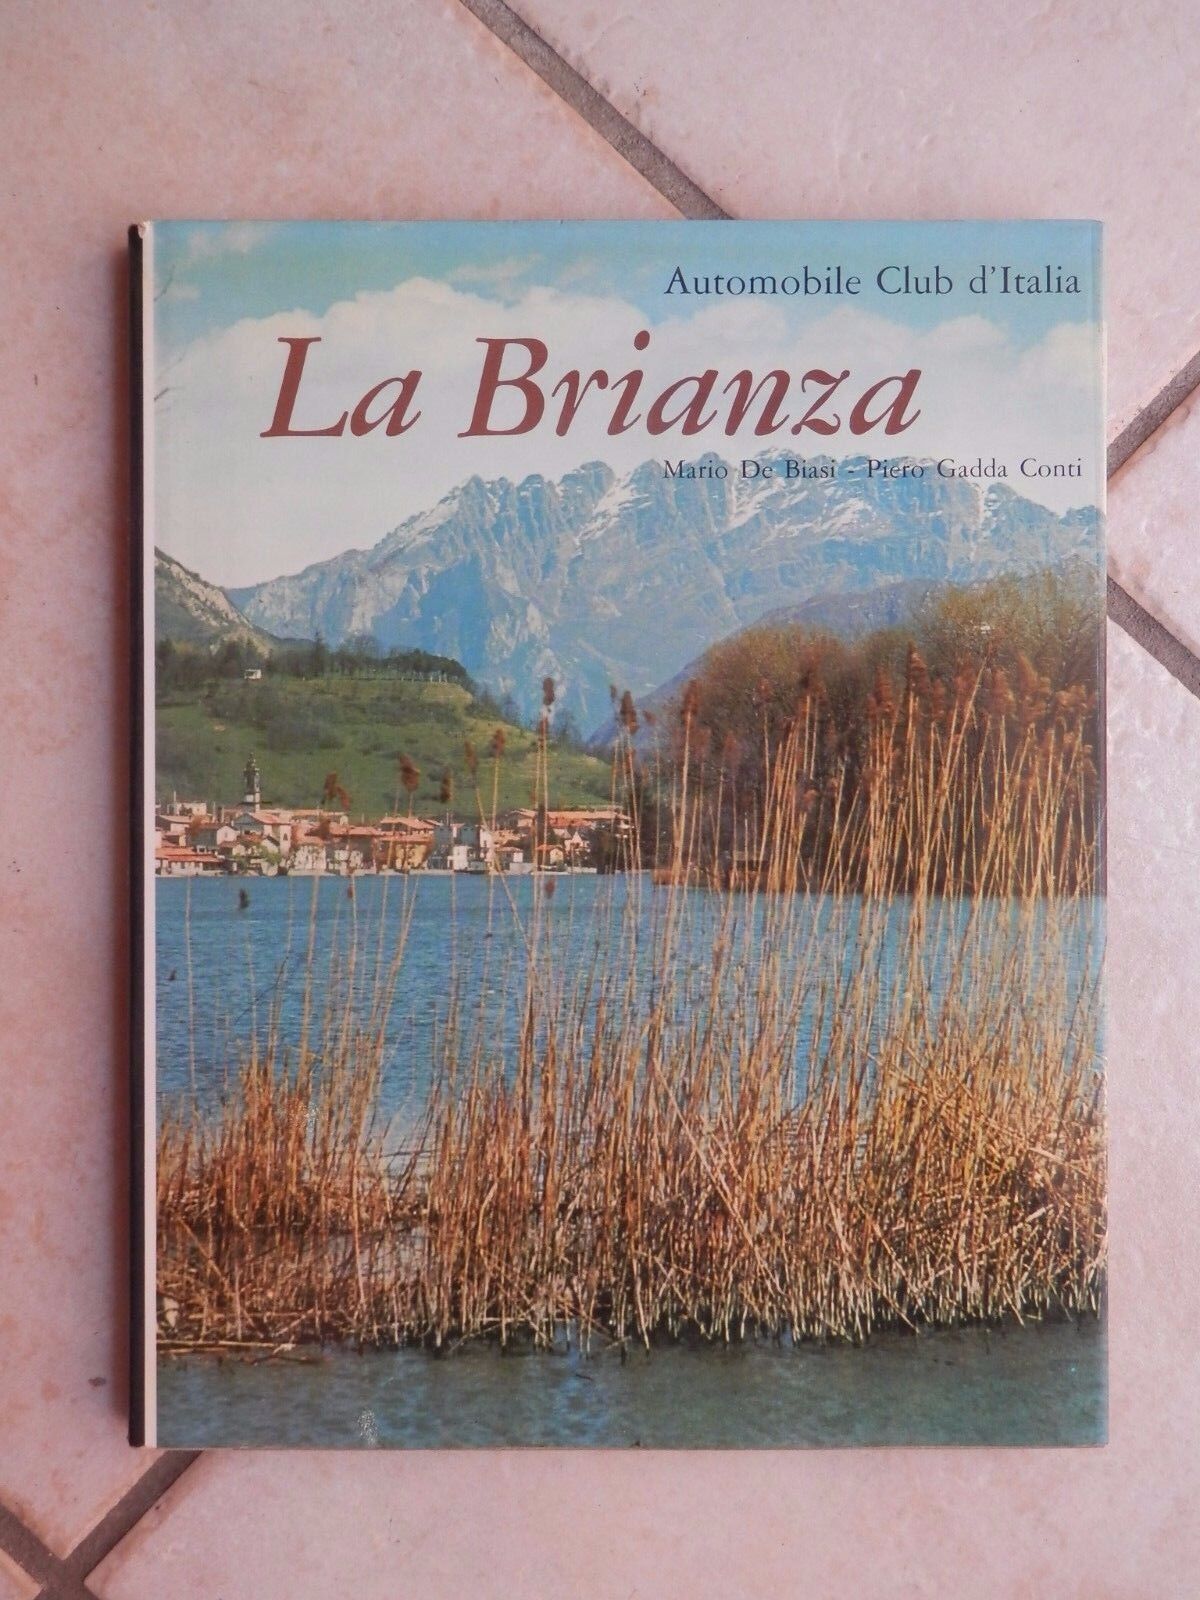 Automobile Club d'Italia
La Brianza
Mario De Biasi - Piero Gadda Conti